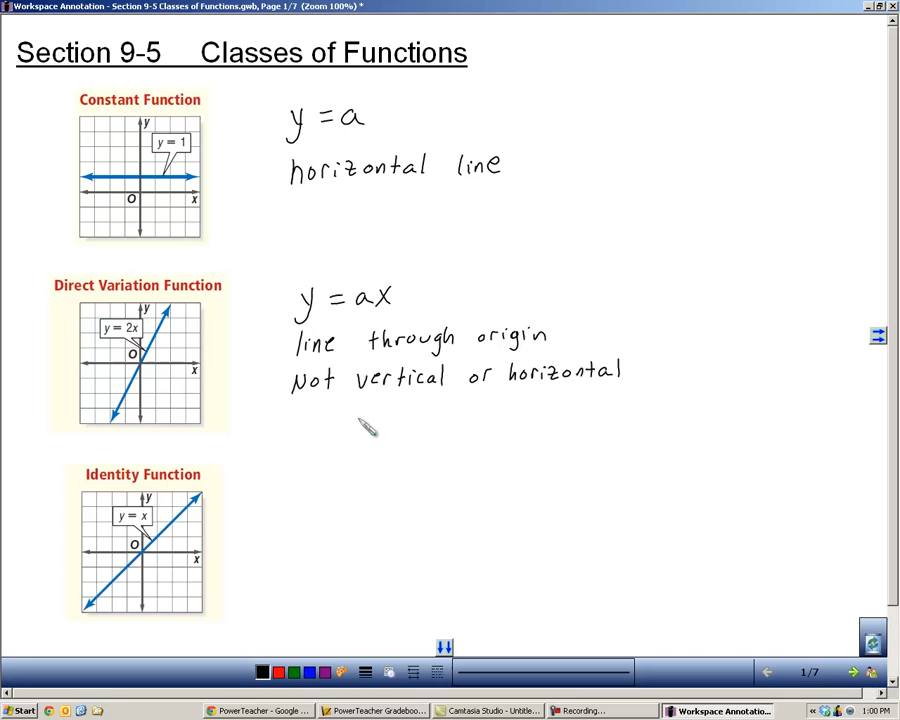 Workspace Annotation - Section 9-5 Classes of Functions.gwb, Page 1/7 (Zoom 100%) *
Section 9-5 Classes of Functions
Constant Function
y
y = 1
O
x
y = a
horizontal line
Direct Variation Function
y
y = 2x
O
x
y = ax
line through origin
Not vertical or horizontal
Identity Function
y
y = x
O
x
1/7
Start
PowerTeacher - Google ...
PowerTeacher Gradeboo...
Camtasia Studio - Untitle...
Recording...
Workspace Annotation...
1:00 PM